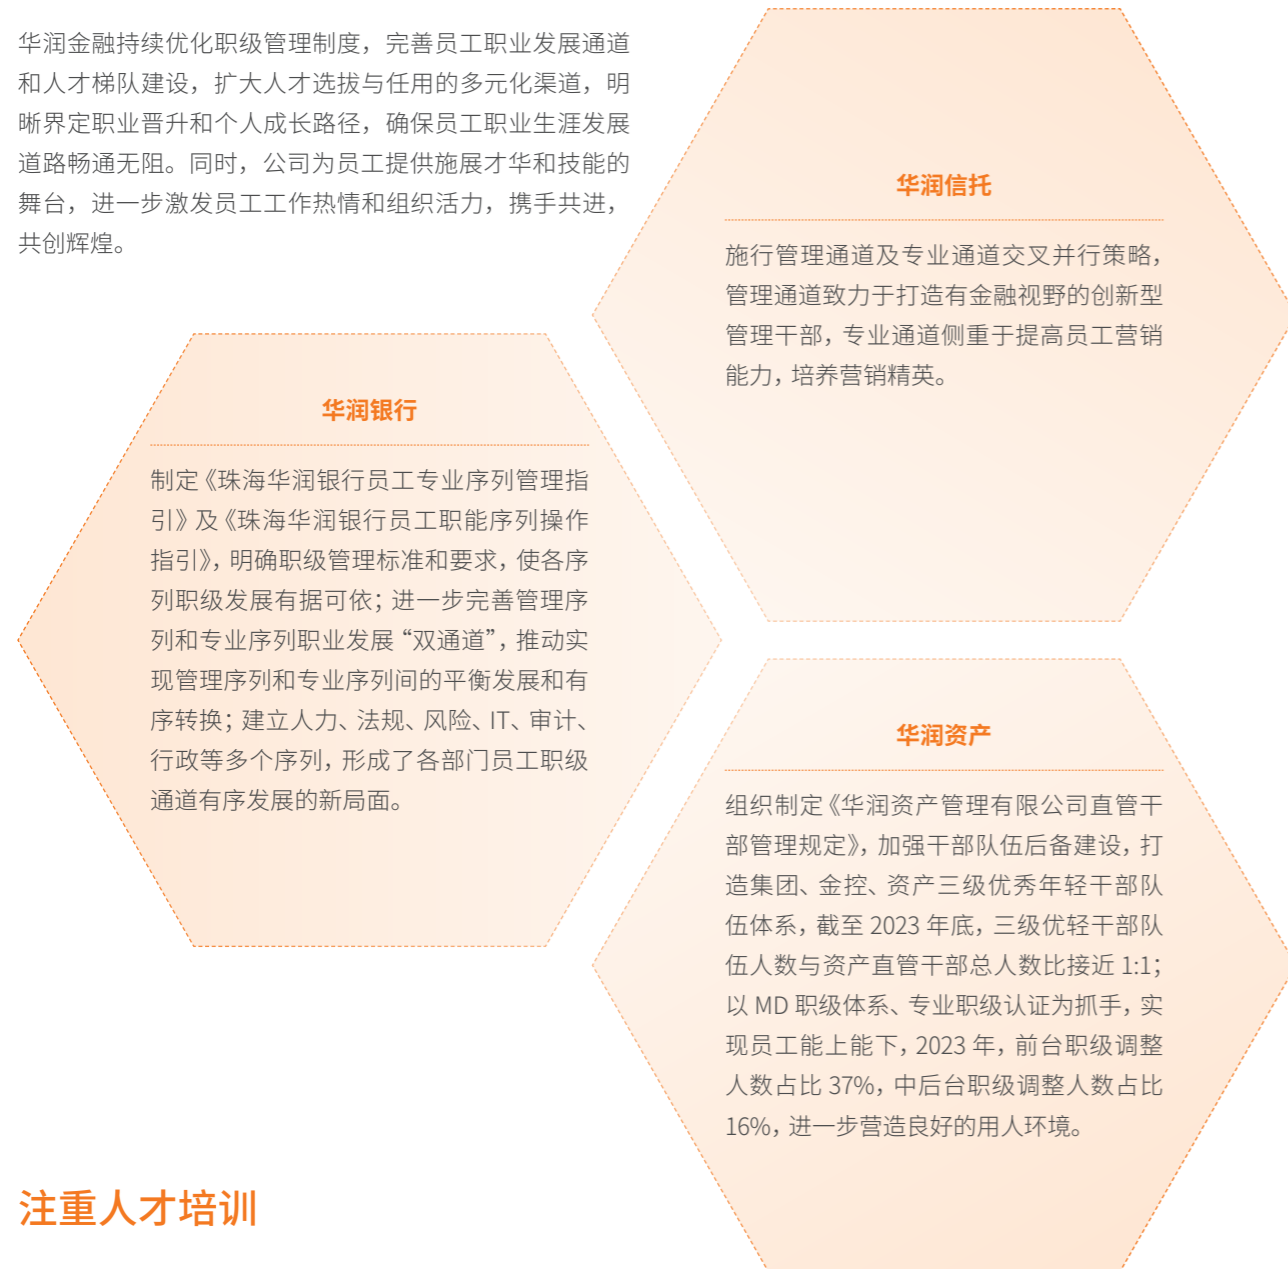 华润金融持续优化职级管理制度，完善员工职业发展通道
和人才梯队建设，扩大人才选拔与任用的多元化渠道，明
晰界定职业晋升和个人成长路径，确保员工职业生涯发展
道路畅通无阻。同时，公司为员工提供施展才华和技能的
舞台，进一步激发员工工作热情和组织活力，携手共进，
共创辉煌。
华润信托
施行管理通道及专业通道交叉并行策略，
管理通道致力于打造有金融视野的创新型
管理干部，专业通道侧重于提高员工营销
能力，培养营销精英。
华润银行
制定《珠海华润银行员工专业序列管理指
引》及《珠海华润银行员工职能序列操作
指引》，明确职级管理标准和要求，使各序
列职级发展有据可依；进一步完善管理序
列和专业序列职业发展“双通道”，推动实
现管理序列和专业序列间的平衡发展和有
序转换；建立人力、法规、风险、IT、审计、
行政等多个序列，形成了各部门员工职级
通道有序发展的新局面。
华润资产
组织制定《华润资产管理有限公司直管干
部管理规定》，加强干部队伍后备建设，打
造集团、金控、资产三级优秀年轻干部队
伍体系，截至 2023 年底，三级优轻干部队
伍人数与资产直管干部总人数比接近 1:1；
以 MD 职级体系、专业职级认证为抓手，实
现员工能上能下，2023 年，前台职级调整
人数占比 37%，中后台职级调整人数占比
16%，进一步营造良好的用人环境。
注重人才培训